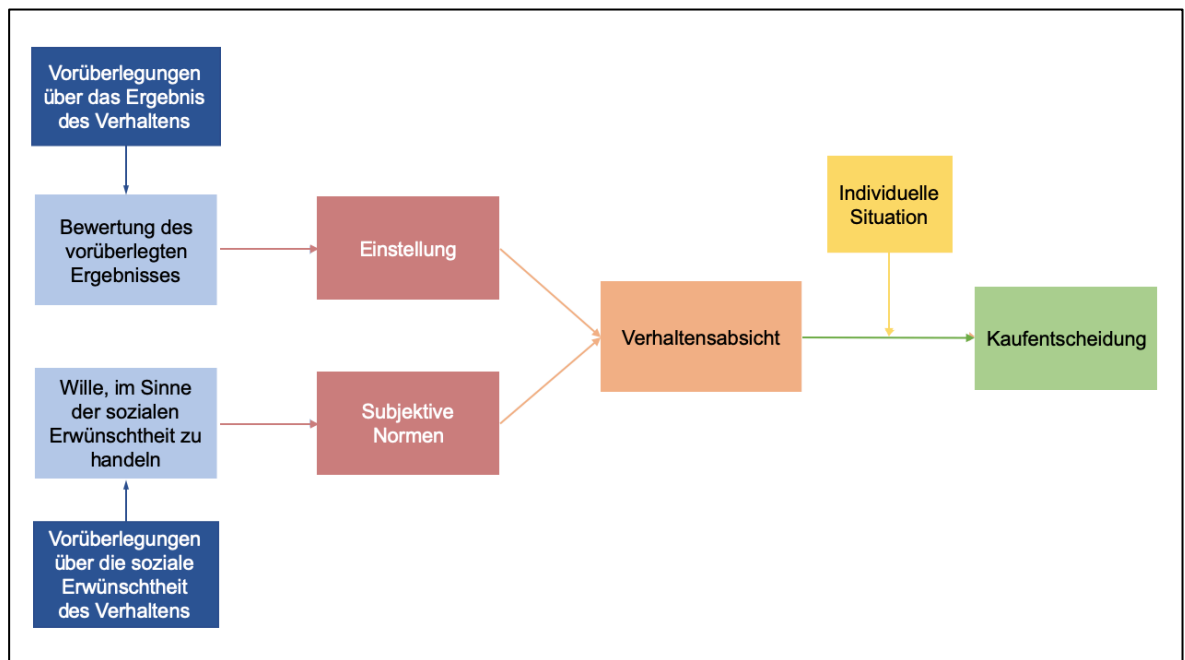 Vorüberlegungen
über das Ergebnis
des Verhaltens
Bewertung des
vorüberlegten
Ergebnisses
Einstellung
Individuelle
Situation
Verhaltensabsicht
Kaufentscheidung
Wille, im Sinne
der sozialen
Erwünschtheit zu
handeln
Subjektive
Normen
Vorüberlegungen
über die soziale
Erwünschtheit
des Verhaltens